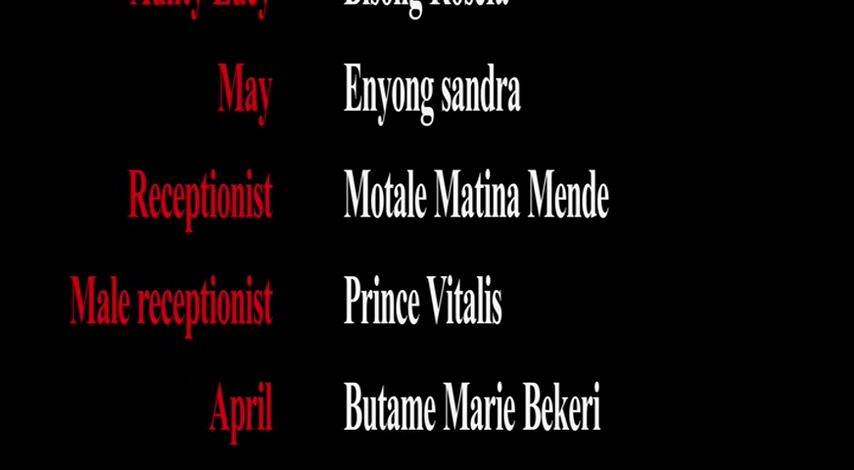 May Enyong sandra
Receptionist Motale Matina Mende
Male receptionist Prince Vitalis
April Butame Marie Bekeri